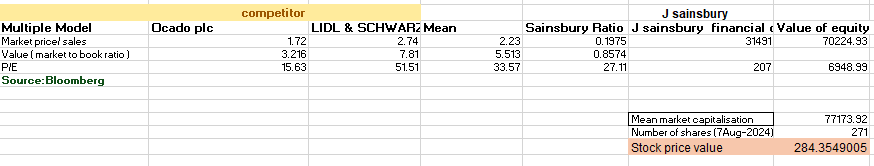 competitor J sainsbury
Multiple Model Ocado plc LIDL & SCHWARZ Mean Sainsbury Ratio J sainsbury financial Value of equity
Market price/ sales 1.72 2.74 2.23 0.1975 31491 70224.93
Value ( market to book ratio ) 3.216 7.81 5.513 0.8574
P/E 15.63 51.51 33.57 27.11 207 6948.99
Source:Bloomberg
Mean market capitalisation 77173.92
Number of shares (7Aug-2024) 271
Stock price value 284.3549005